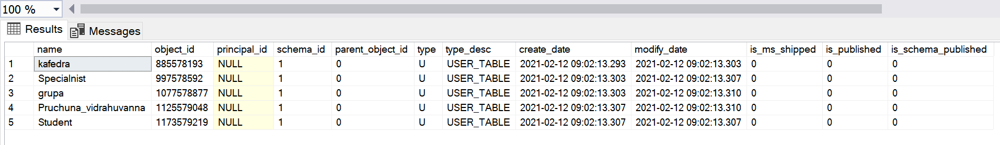 100 %
Results Messages
name object_id principal_id schema_id parent_object_id type type_desc create_date modify_date is_ms_shipped is_published is_schema_published
1 kafedra 885578193 NULL 1 0 U USER_TABLE 2021-02-12 09:02:13.293 2021-02-12 09:02:13.303 0 0 0
2 Specialnist 997578592 NULL 1 0 U USER_TABLE 2021-02-12 09:02:13.303 2021-02-12 09:02:13.307 0 0 0
3 grupa 1077578877 NULL 1 0 U USER_TABLE 2021-02-12 09:02:13.303 2021-02-12 09:02:13.310 0 0 0
4 Pruchuna_vidrahuvanna 1125579048 NULL 1 0 U USER_TABLE 2021-02-12 09:02:13.307 2021-02-12 09:02:13.310 0 0 0
5 Student 1173579219 NULL 1 0 U USER_TABLE 2021-02-12 09:02:13.307 2021-02-12 09:02:13.307 0 0 0